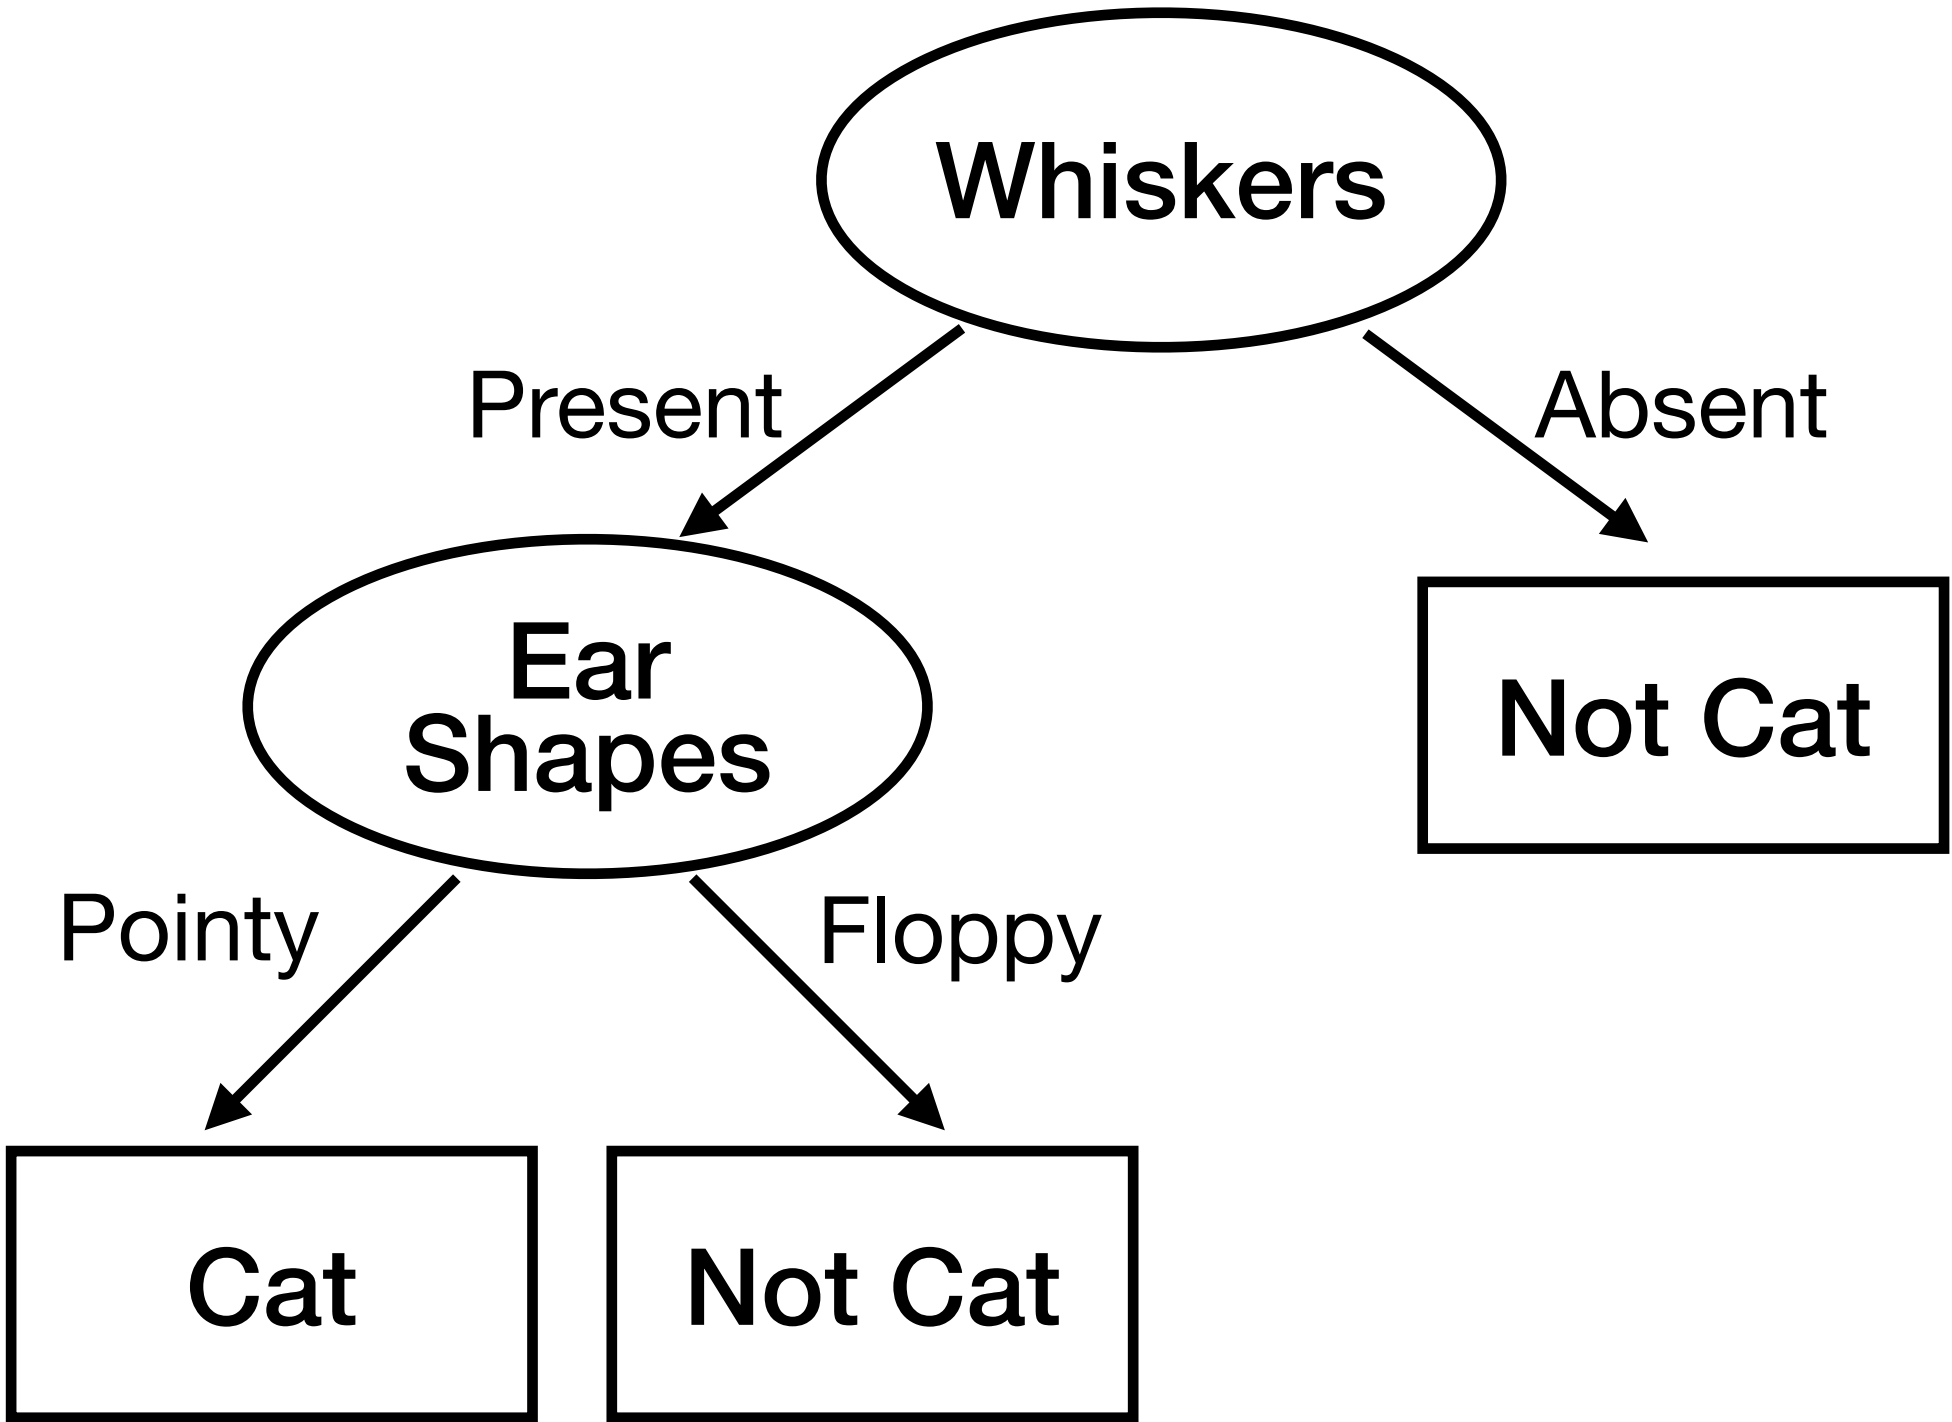 Whiskers
Present
Absent
Ear
Shapes
Not Cat
Pointy
Floppy
Cat
Not Cat